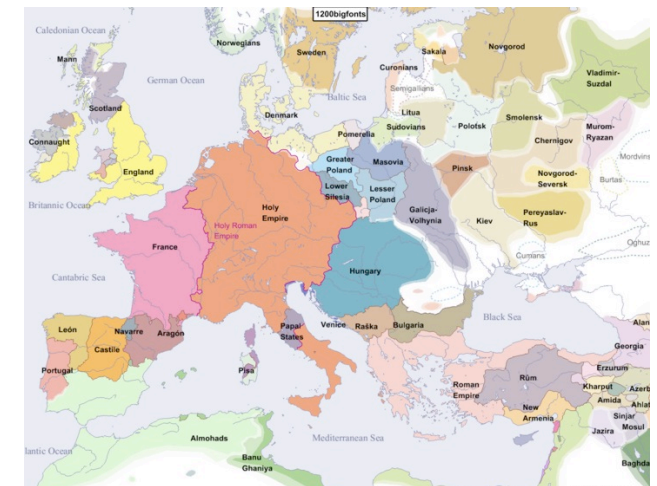 1200bigfonts
Caledonian Ocean
Norwegians
Sweden
Novgorod
Mann
Sakala
Curonians
German Ocean
Vladimir-
Suzdal
Semigallians
Baltic Sea
Scotland
Denmark
Litua
Smolensk
Polotsk
Murom-
Ryazan
Pomerella
Sudovians
Chernigov
Connaught
Greater
Poland
Masovia
Mordvins
England
Pinsk
Novgorod-
Seversk
Burtas
Lower
Silesia
Lesser
Poland
Britannic Ocean
Holy
Empire
Galicja-
Volhynia
Kiev
Pereyaslav-
Rus
Holy Roman
Empire
France
Oghuz
Cumans
Hungary
Cantabric Sea
Black Sea
León
Navarre
Aragón
Papal
States
Venice
Raška
Bulgaria
Alan
Castile
Georgia
Portugal
Pisa
Erzurum
Roman
Empire
Rûm
Kharput
Azerb
Amida
Ahlat
New
Armenia
Sinjar
Almohads
Mediterranean Sea
Jazira
Mosul
lantic Ocean
Banu
Ghaniya
Baghda